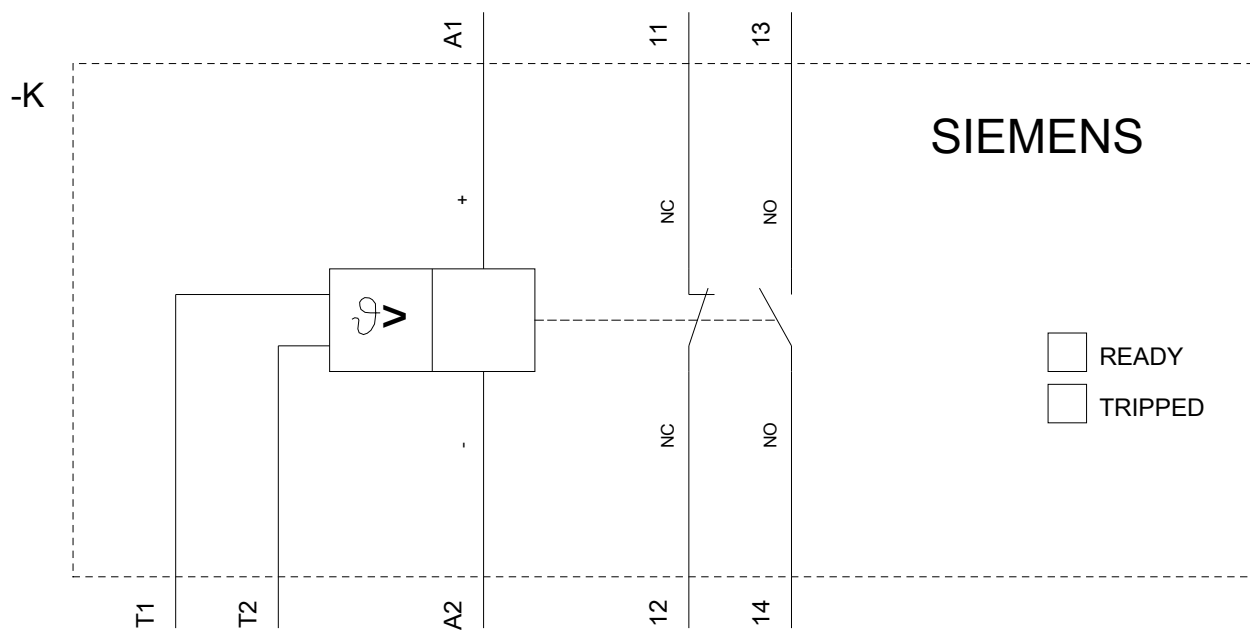 A1
11
13
-K
SIEMENS
+
NC
NO
ϑ>
READY
TRIPPED
-
NC
NO
T1
T2
A2
12
14